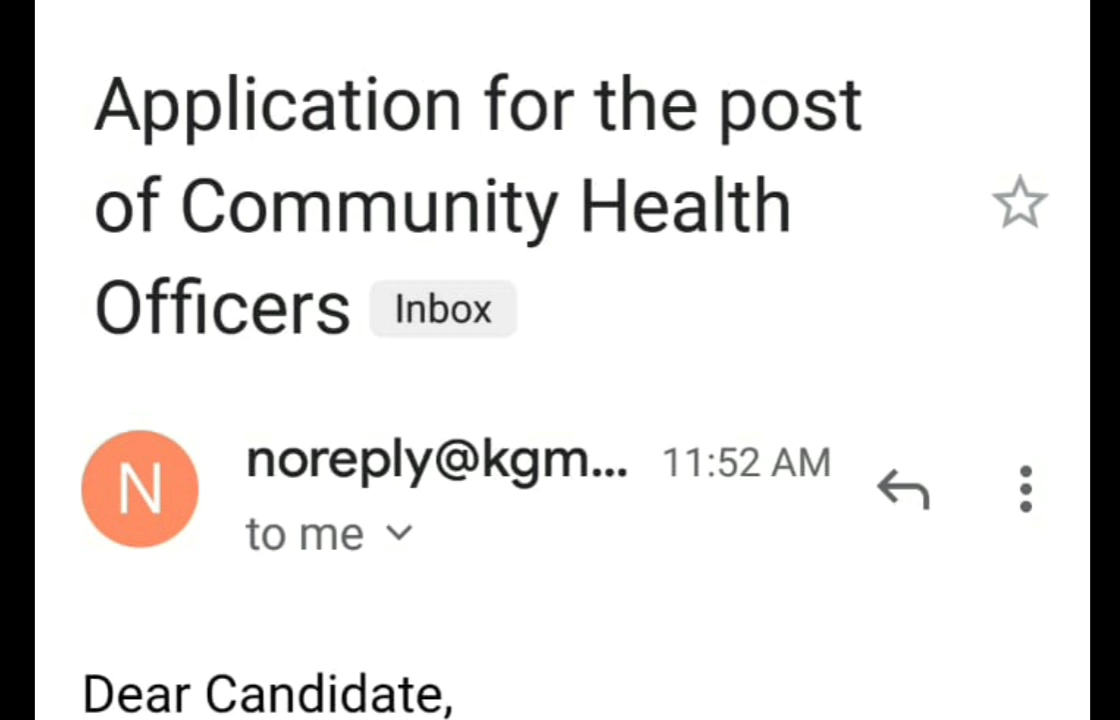 Application for the post
of Community Health
Officers Inbox
N
noreply@kgm... 11:52 AM
to me
Dear Candidate,